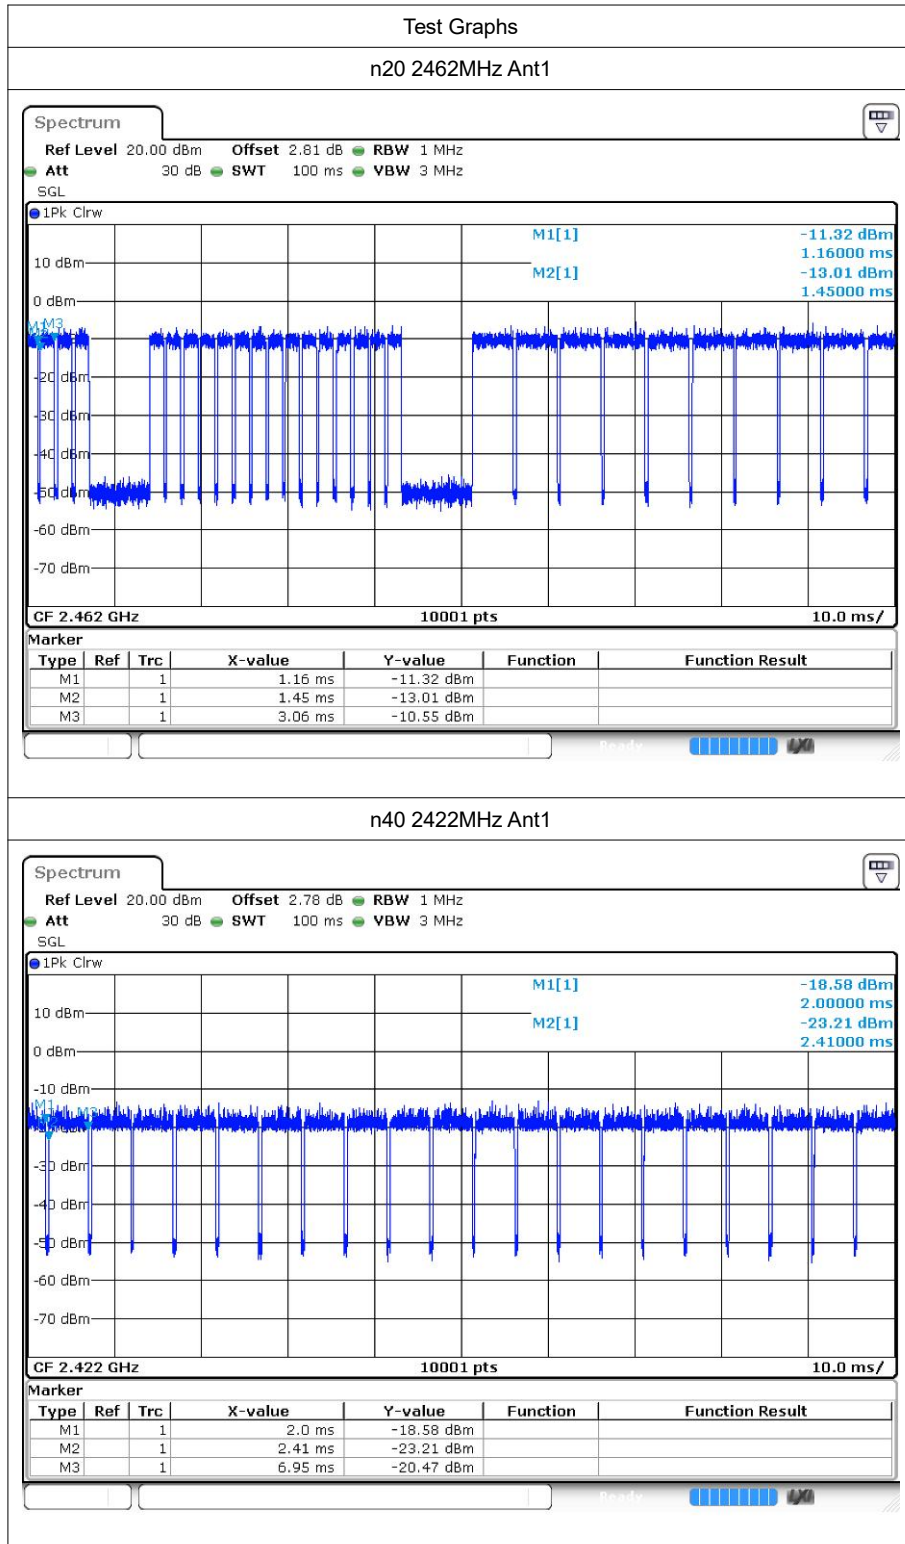 Test Graphs
n20 2462MHz Ant1
Spectrum
Ref Level 20.00 dBm Offset 2.81 dB RBW 1 MHz
Att 30 dB SWT 100 ms VBW 3 MHz
SGL
1Pk Clrw
M1[1] -11.32 dBm
1.16000 ms
10 dBm
M2[1] -13.01 dBm
1.45000 ms
0 dBm
M3
-20 dBm
-30 dBm
-40 dBm
-50 dBm
-60 dBm
-70 dBm
CF 2.462 GHz 10001 pts 10.0 ms/
Marker
Type Ref Trc X-value Y-value Function Function Result
M1 1 1.16 ms -11.32 dBm
M2 1 1.45 ms -13.01 dBm
M3 1 3.06 ms -10.55 dBm
Ready
n40 2422MHz Ant1
Spectrum
Ref Level 20.00 dBm Offset 2.78 dB RBW 1 MHz
Att 30 dB SWT 100 ms VBW 3 MHz
SGL
1Pk Clrw
M1[1] -18.58 dBm
2.00000 ms
10 dBm
M2[1] -23.21 dBm
2.41000 ms
0 dBm
-10 dBm
M1 M3
-30 dBm
-40 dBm
-50 dBm
-60 dBm
-70 dBm
CF 2.422 GHz 10001 pts 10.0 ms/
Marker
Type Ref Trc X-value Y-value Function Function Result
M1 1 2.0 ms -18.58 dBm
M2 1 2.41 ms -23.21 dBm
M3 1 6.95 ms -20.47 dBm
Ready